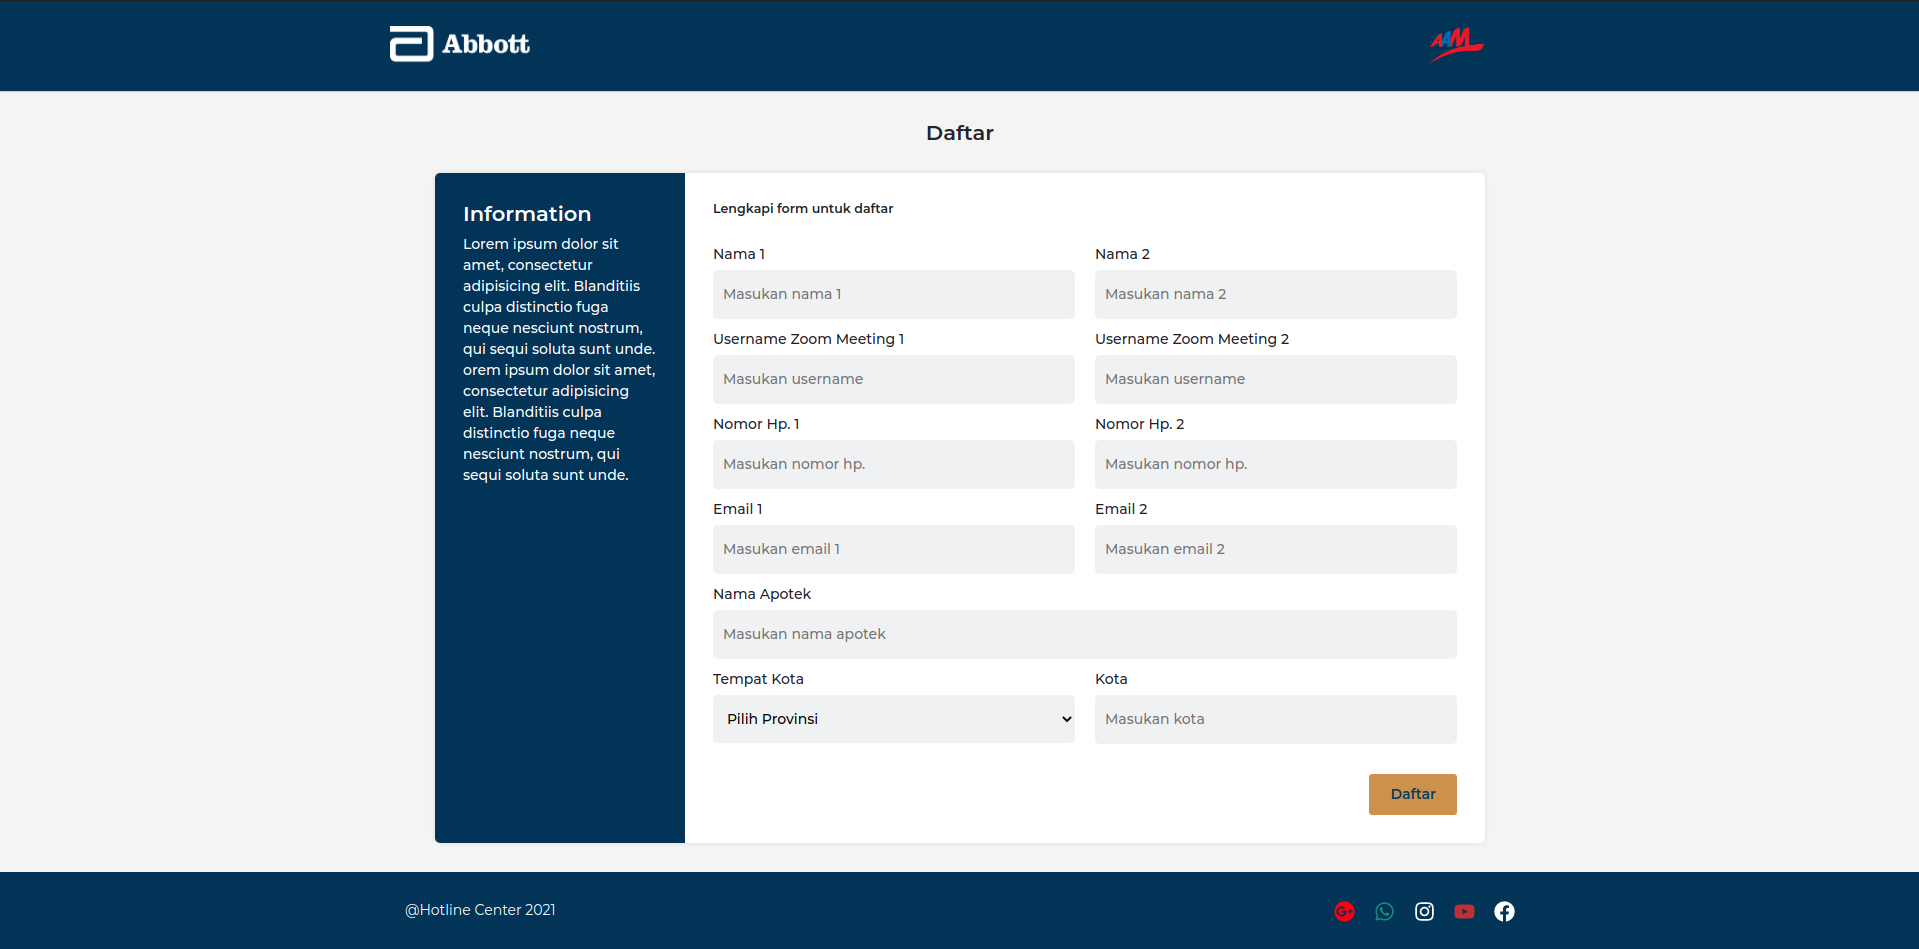 Abbott
AAM
Daftar
Information
Lorem ipsum dolor sit
amet, consectetur
adipisicing elit. Blanditiis
culpa distinctio fuga
neque nesciunt nostrum,
qui sequi soluta sunt unde.
orem ipsum dolor sit amet,
consectetur adipisicing
elit. Blanditiis culpa
distinctio fuga neque
nesciunt nostrum, qui
sequi soluta sunt unde.
Lengkapi form untuk daftar
Nama 1 Nama 2
Masukan nama 1 Masukan nama 2
Username Zoom Meeting 1 Username Zoom Meeting 2
Masukan username Masukan username
Nomor Hp. 1 Nomor Hp. 2
Masukan nomor hp. Masukan nomor hp.
Email 1 Email 2
Masukan email 1 Masukan email 2
Nama Apotek
Masukan nama apotek
Tempat Kota Kota
Pilih Provinsi Masukan kota
Daftar
@Hotline Center 2021
G+